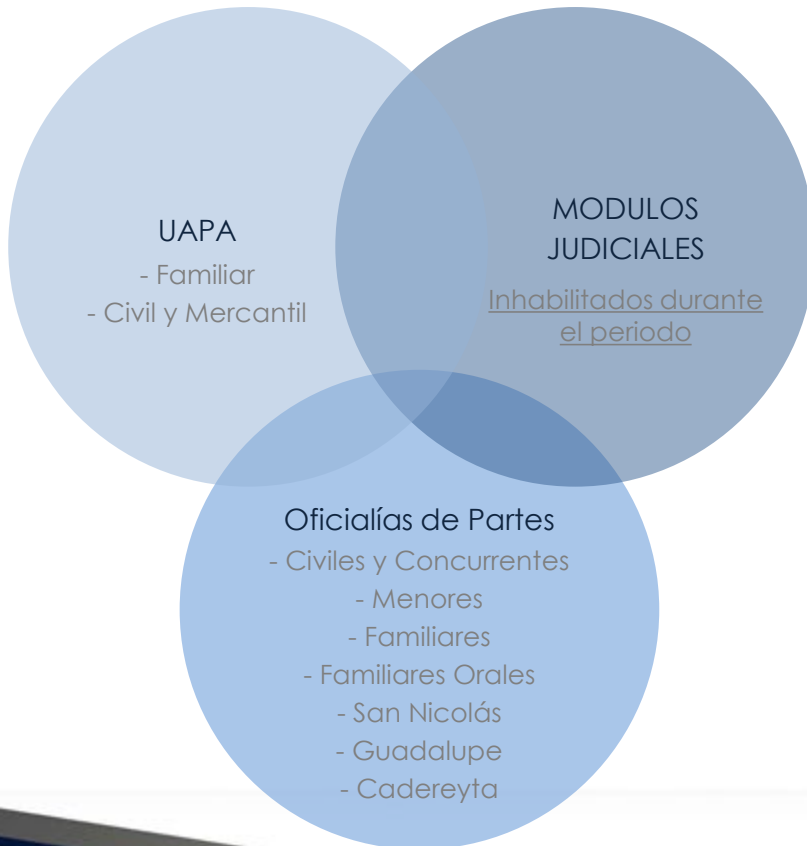 UAPA
- Familiar
- Civil y Mercantil
MODULOS
JUDICIALES
Inhabilitados durante
el periodo
Oficialías de Partes
- Civiles y Concurrentes
- Menores
- Familiares
- Familiares Orales
- San Nicolás
- Guadalupe
- Cadereyta